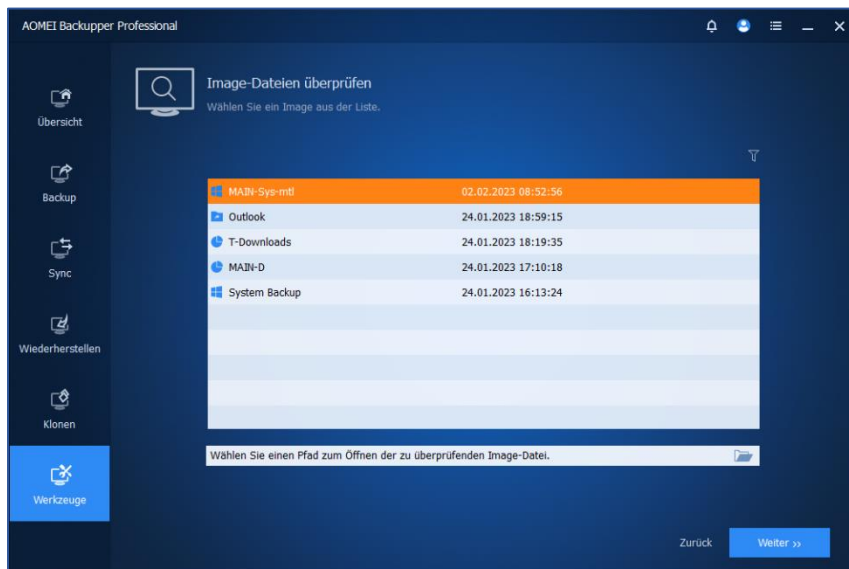 AOMEI Backupper Professional
Image-Dateien überprüfen
Wählen Sie ein Image aus der Liste.
Übersicht
Backup
Sync
Wiederherstellen
Klonen
Werkzeuge
MAIN-Sys-mtl 02.02.2023 08:52:56
Outlook 24.01.2023 18:59:15
T-Downloads 24.01.2023 18:19:35
MAIN-D 24.01.2023 17:10:18
System Backup 24.01.2023 16:13:24
Wählen Sie einen Pfad zum Öffnen der zu überprüfenden Image-Datei.
Zurück Weiter »